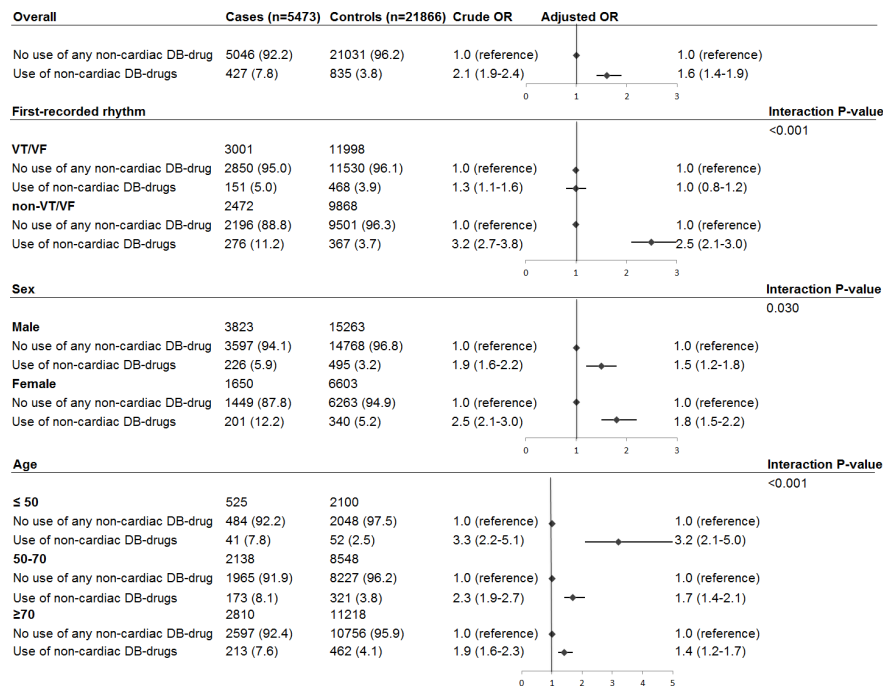 Overall Cases (n=5473) Controls (n=21866) Crude OR Adjusted OR
No use of any non-cardiac DB-drug 5046 (92.2) 21031 (96.2) 1.0 (reference) 1.0 (reference)
Use of non-cardiac DB-drugs 427 (7.8) 835 (3.8) 2.1 (1.9-2.4) 1.6 (1.4-1.9)
0 1 2 3
First-recorded rhythm Interaction P-value
<0.001
VT/VF 3001 11998
No use of any non-cardiac DB-drug 2850 (95.0) 11530 (96.1) 1.0 (reference) 1.0 (reference)
Use of non-cardiac DB-drugs 151 (5.0) 468 (3.9) 1.3 (1.1-1.6) 1.0 (0.8-1.2)
non-VT/VF 2472 9868
No use of any non-cardiac DB-drug 2196 (88.8) 9501 (96.3) 1.0 (reference) 1.0 (reference)
Use of non-cardiac DB-drugs 276 (11.2) 367 (3.7) 3.2 (2.7-3.8) 2.5 (2.1-3.0)
0 1 2 3
Sex Interaction P-value
0.030
Male 3823 15263
No use of any non-cardiac DB-drug 3597 (94.1) 14768 (96.8) 1.0 (reference) 1.0 (reference)
Use of non-cardiac DB-drugs 226 (5.9) 495 (3.2) 1.9 (1.6-2.2) 1.5 (1.2-1.8)
Female 1650 6603
No use of any non-cardiac DB-drug 1449 (87.8) 6263 (94.9) 1.0 (reference) 1.0 (reference)
Use of non-cardiac DB-drugs 201 (12.2) 340 (5.2) 2.5 (2.1-3.0) 1.8 (1.5-2.2)
0 1 2 3
Age Interaction P-value
<0.001
≤ 50 525 2100
No use of any non-cardiac DB-drug 484 (92.2) 2048 (97.5) 1.0 (reference) 1.0 (reference)
Use of non-cardiac DB-drugs 41 (7.8) 52 (2.5) 3.3 (2.2-5.1) 3.2 (2.1-5.0)
50-70 2138 8548
No use of any non-cardiac DB-drug 1965 (91.9) 8227 (96.2) 1.0 (reference) 1.0 (reference)
Use of non-cardiac DB-drugs 173 (8.1) 321 (3.8) 2.3 (1.9-2.7) 1.7 (1.4-2.1)
≥70 2810 11218
No use of any non-cardiac DB-drug 2597 (92.4) 10756 (95.9) 1.0 (reference) 1.0 (reference)
Use of non-cardiac DB-drugs 213 (7.6) 462 (4.1) 1.9 (1.6-2.3) 1.4 (1.2-1.7)
0 1 2 3 4 5